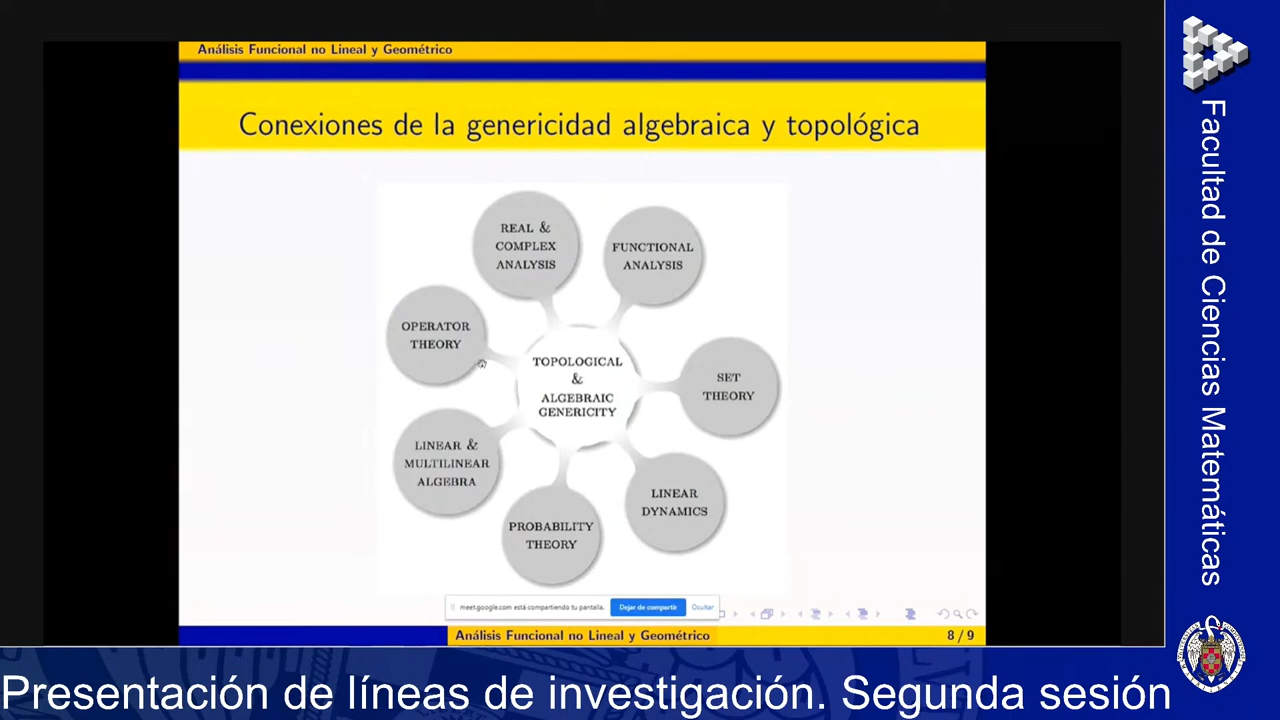 Análisis Funcional no Lineal y Geométrico
Conexiones de la genericidad algebraica y topológica
REAL &
COMPLEX
ANALYSIS
FUNCTIONAL
ANALYSIS
OPERATOR
THEORY
TOPOLOGICAL
&
ALGEBRAIC
GENERICITY
SET
THEORY
LINEAR &
MULTILINEAR
ALGEBRA
LINEAR
DYNAMICS
PROBABILITY
THEORY
meet.google.com está compartiendo tu pantalla.
Dejar de compartir
Ocultar
Análisis Funcional no Lineal y Geométrico
8 / 9
Facultad de Ciencias Matemáticas
Presentación de líneas de investigación. Segunda sesión